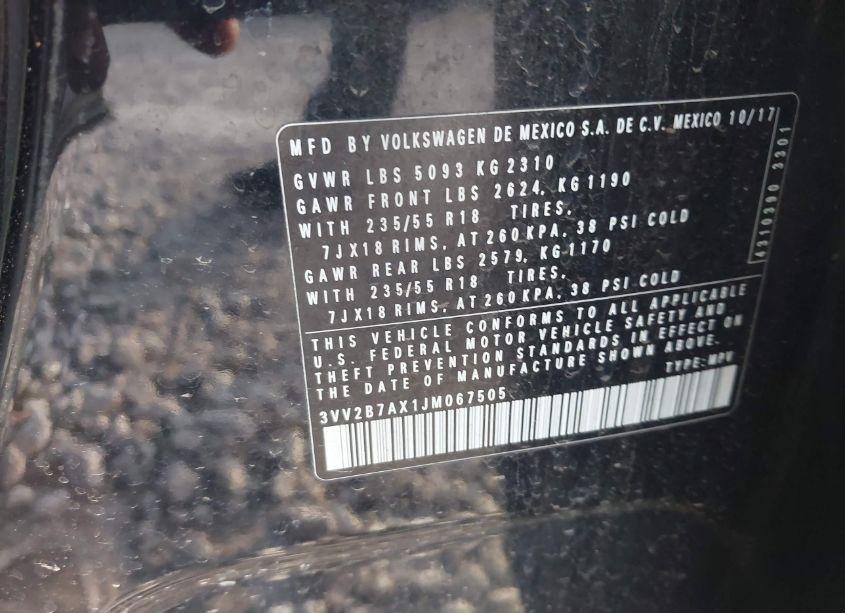 MFD BY VOLKSWAGEN DE MEXICO S.A. DE C.V. MEXICO 10/17
GVWR LBS 5093 KG 2310
GAWR FRONT LBS 2624, KG 1190
WITH 235/55 R18 TIRES,
7JX18 RIMS, AT 260 KPA, 38 PSI COLD
GAWR REAR LBS 2579, KG 1170
WITH 235/55 R18 TIRES,
7JX18 RIMS, AT 260 KPA, 38 PSI COLD
THIS VEHICLE CONFORMS TO ALL APPLICABLE
U.S. FEDERAL MOTOR VEHICLE SAFETY AND
THEFT PREVENTION STANDARDS IN EFFECT ON
THE DATE OF MANUFACTURE SHOWN ABOVE.
TYPE:MPV
3VV2B7AX1JM067505